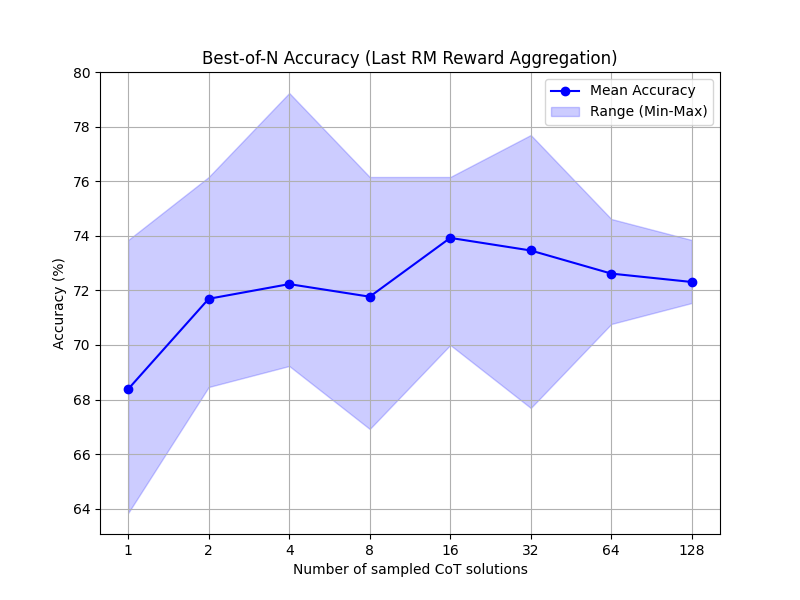 Best-of-N Accuracy (Last RM Reward Aggregation)
Mean Accuracy
Range (Min-Max)
Accuracy (%)
80
78
76
74
72
70
68
66
64
1 2 4 8 16 32 64 128
Number of sampled CoT solutions